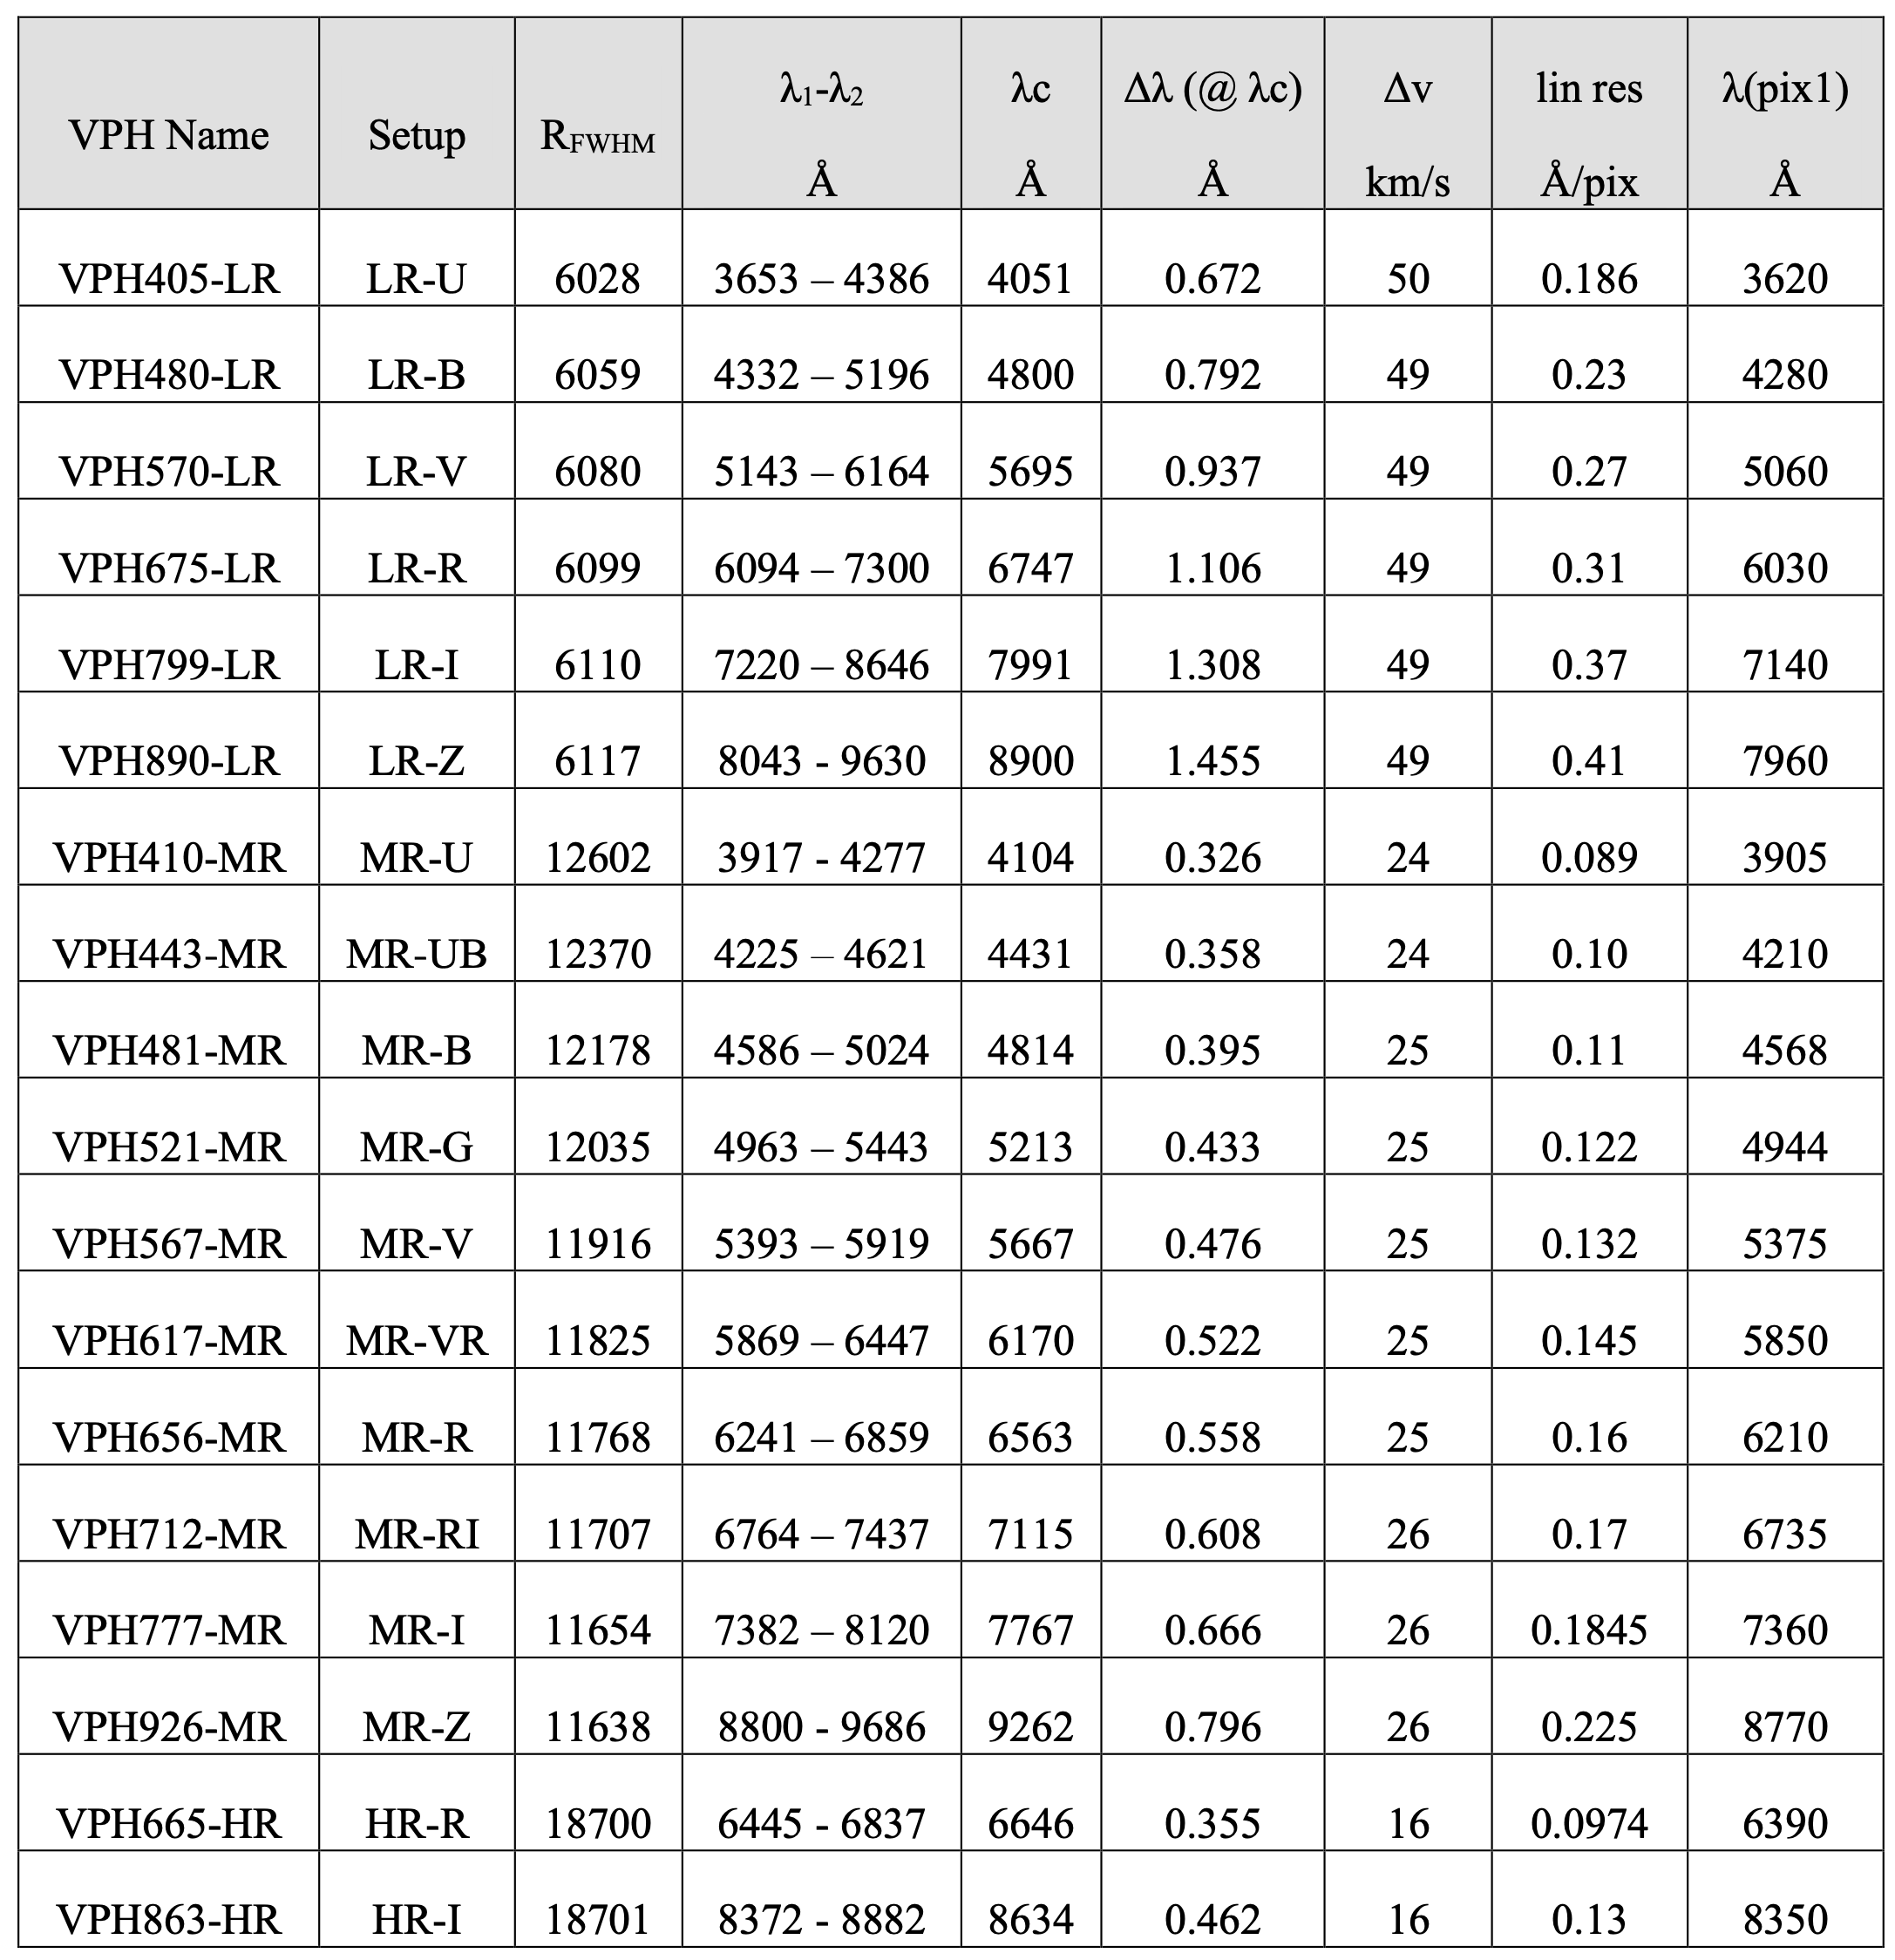 VPH Name Setup R_FWHM λ₁-λ₂ Å λc Å Δλ (@ λc) Å Δv km/s lin res Å/pix λ(pix1) Å
VPH405-LR LR-U 6028 3653 – 4386 4051 0.672 50 0.186 3620
VPH480-LR LR-B 6059 4332 – 5196 4800 0.792 49 0.23 4280
VPH570-LR LR-V 6080 5143 – 6164 5695 0.937 49 0.27 5060
VPH675-LR LR-R 6099 6094 – 7300 6747 1.106 49 0.31 6030
VPH799-LR LR-I 6110 7220 – 8646 7991 1.308 49 0.37 7140
VPH890-LR LR-Z 6117 8043 - 9630 8900 1.455 49 0.41 7960
VPH410-MR MR-U 12602 3917 - 4277 4104 0.326 24 0.089 3905
VPH443-MR MR-UB 12370 4225 – 4621 4431 0.358 24 0.10 4210
VPH481-MR MR-B 12178 4586 – 5024 4814 0.395 25 0.11 4568
VPH521-MR MR-G 12035 4963 – 5443 5213 0.433 25 0.122 4944
VPH567-MR MR-V 11916 5393 – 5919 5667 0.476 25 0.132 5375
VPH617-MR MR-VR 11825 5869 – 6447 6170 0.522 25 0.145 5850
VPH656-MR MR-R 11768 6241 – 6859 6563 0.558 25 0.16 6210
VPH712-MR MR-RI 11707 6764 – 7437 7115 0.608 26 0.17 6735
VPH777-MR MR-I 11654 7382 – 8120 7767 0.666 26 0.1845 7360
VPH926-MR MR-Z 11638 8800 - 9686 9262 0.796 26 0.225 8770
VPH665-HR HR-R 18700 6445 - 6837 6646 0.355 16 0.0974 6390
VPH863-HR HR-I 18701 8372 - 8882 8634 0.462 16 0.13 8350